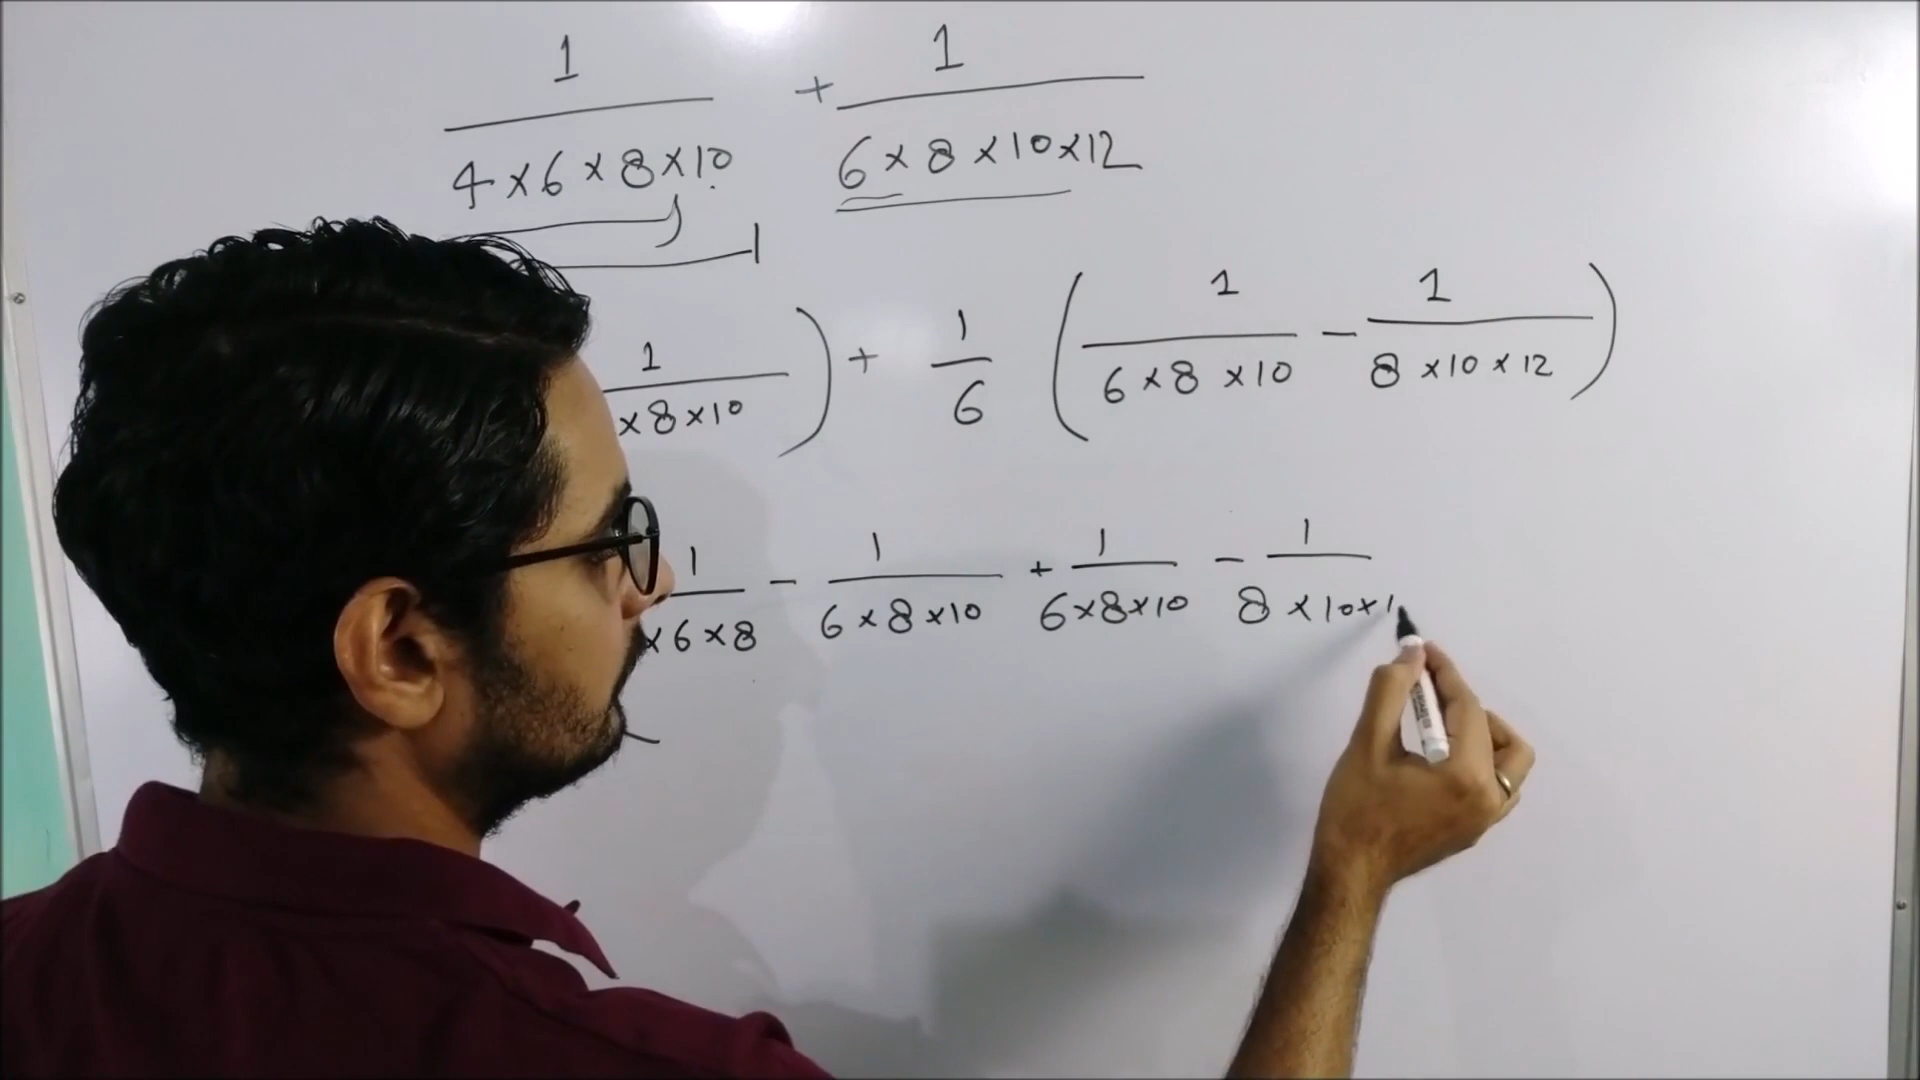 1 + 1
4 × 6 × 8 × 10 6 × 8 × 10 × 12
1 ) + 1 ( 1 - 1 )
× 8 × 10 6 6 × 8 × 10 8 × 10 × 12
1 - 1 + 1 - 1
× 6 × 8 6 × 8 × 10 6 × 8 × 10 8 × 10 × 1